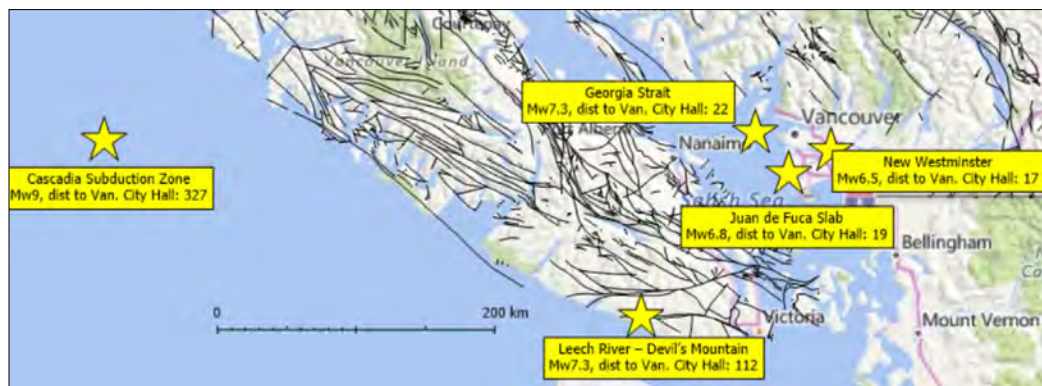 Courtenay
Vancouver Island
Georgia Strait
Mw7.3, dist to Van. City Hall: 22
Vancouver
Nanaim
New Westminster
Mw6.5, dist to Van. City Hall: 17
Cascadia Subduction Zone
Mw9, dist to Van. City Hall: 327
Juan de Fuca Slab
Mw6.8, dist to Van. City Hall: 19
Bellingham
0
200 km
Victoria
Mount Vernon
Leech River – Devil's Mountain
Mw7.3, dist to Van. City Hall: 112